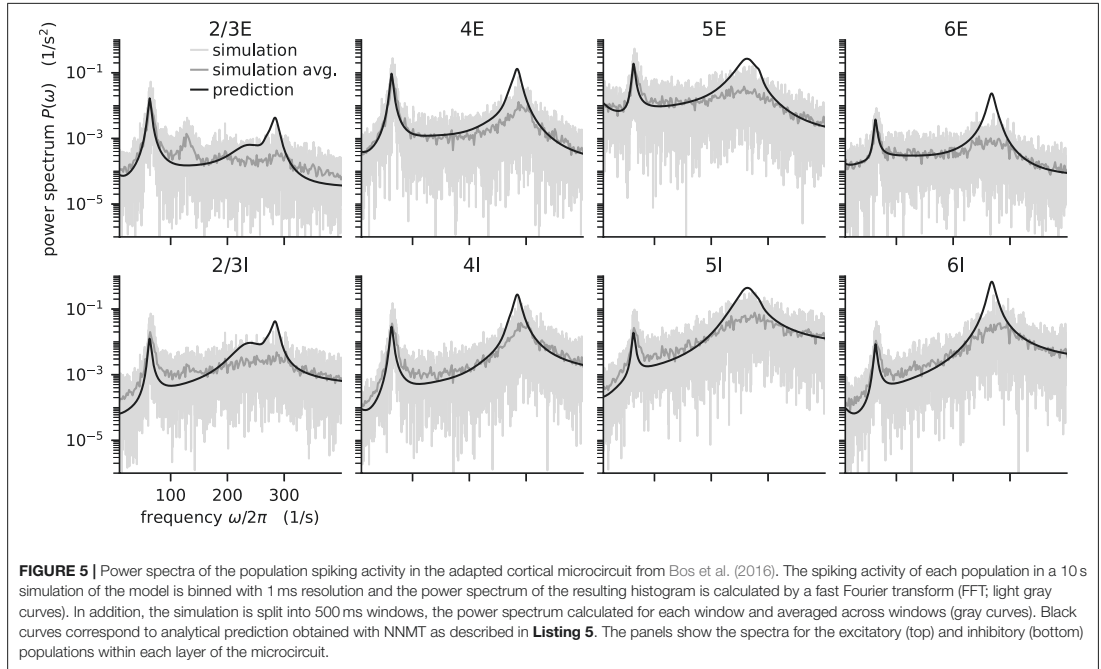 2/3E 4E 5E 6E
simulation
simulation avg.
prediction
power spectrum P(ω) (1/s²)
10⁻¹
10⁻³
10⁻⁵
2/3I 4I 5I 6I
10⁻¹
10⁻³
10⁻⁵
100 200 300
frequency ω/2π (1/s)
FIGURE 5 | Power spectra of the population spiking activity in the adapted cortical microcircuit from Bos et al. (2016). The spiking activity of each population in a 10 s
simulation of the model is binned with 1 ms resolution and the power spectrum of the resulting histogram is calculated by a fast Fourier transform (FFT; light gray
curves). In addition, the simulation is split into 500 ms windows, the power spectrum calculated for each window and averaged across windows (gray curves). Black
curves correspond to analytical prediction obtained with NNMT as described in Listing 5. The panels show the spectra for the excitatory (top) and inhibitory (bottom)
populations within each layer of the microcircuit.